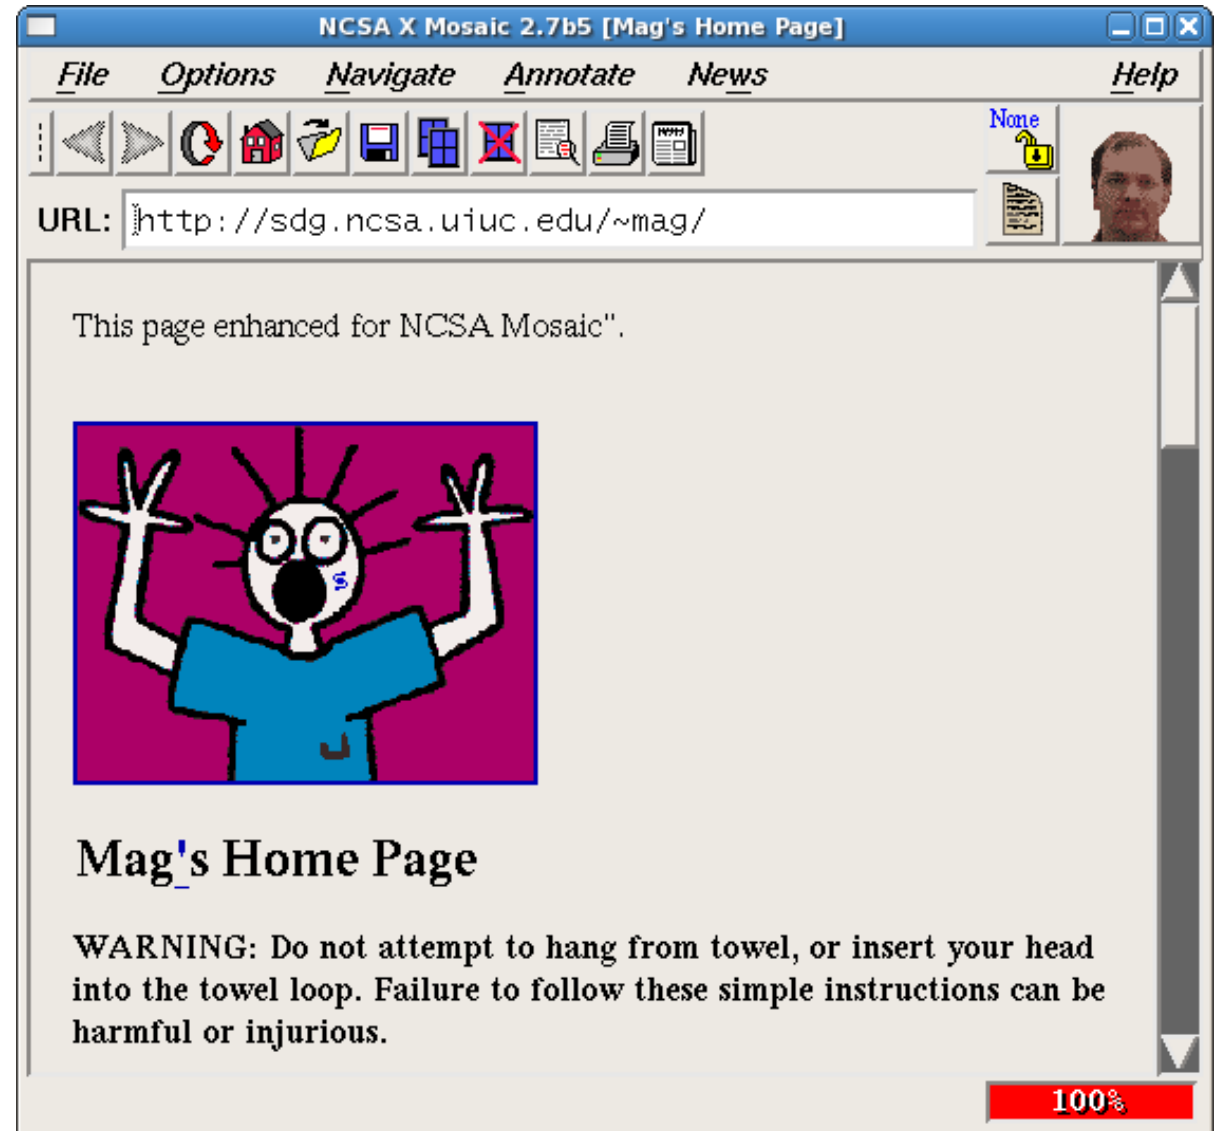 NCSA X Mosaic 2.7b5 [Mag's Home Page]
File Options Navigate Annotate News Help
None
URL: http://sdg.ncsa.uiuc.edu/~mag/
This page enhanced for NCSA Mosaic".
Mag's Home Page
WARNING: Do not attempt to hang from towel, or insert your head
into the towel loop. Failure to follow these simple instructions can be
harmful or injurious.
100%